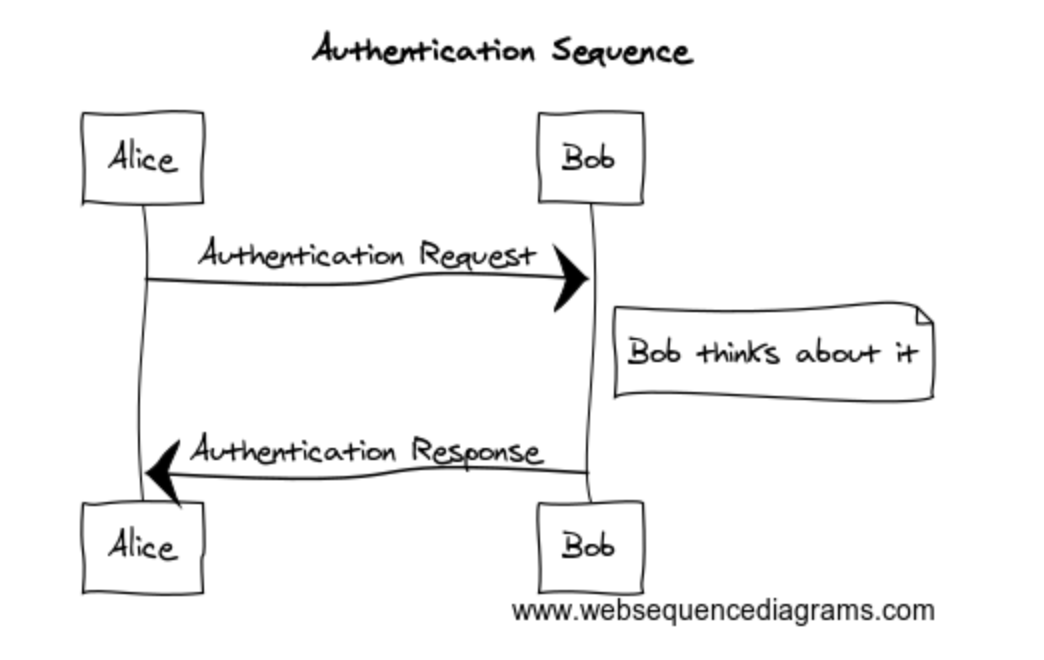 Authentication Sequence
Alice
Bob
Authentication Request
Bob thinks about it
Authentication Response
Alice
Bob
www.websequencediagrams.com